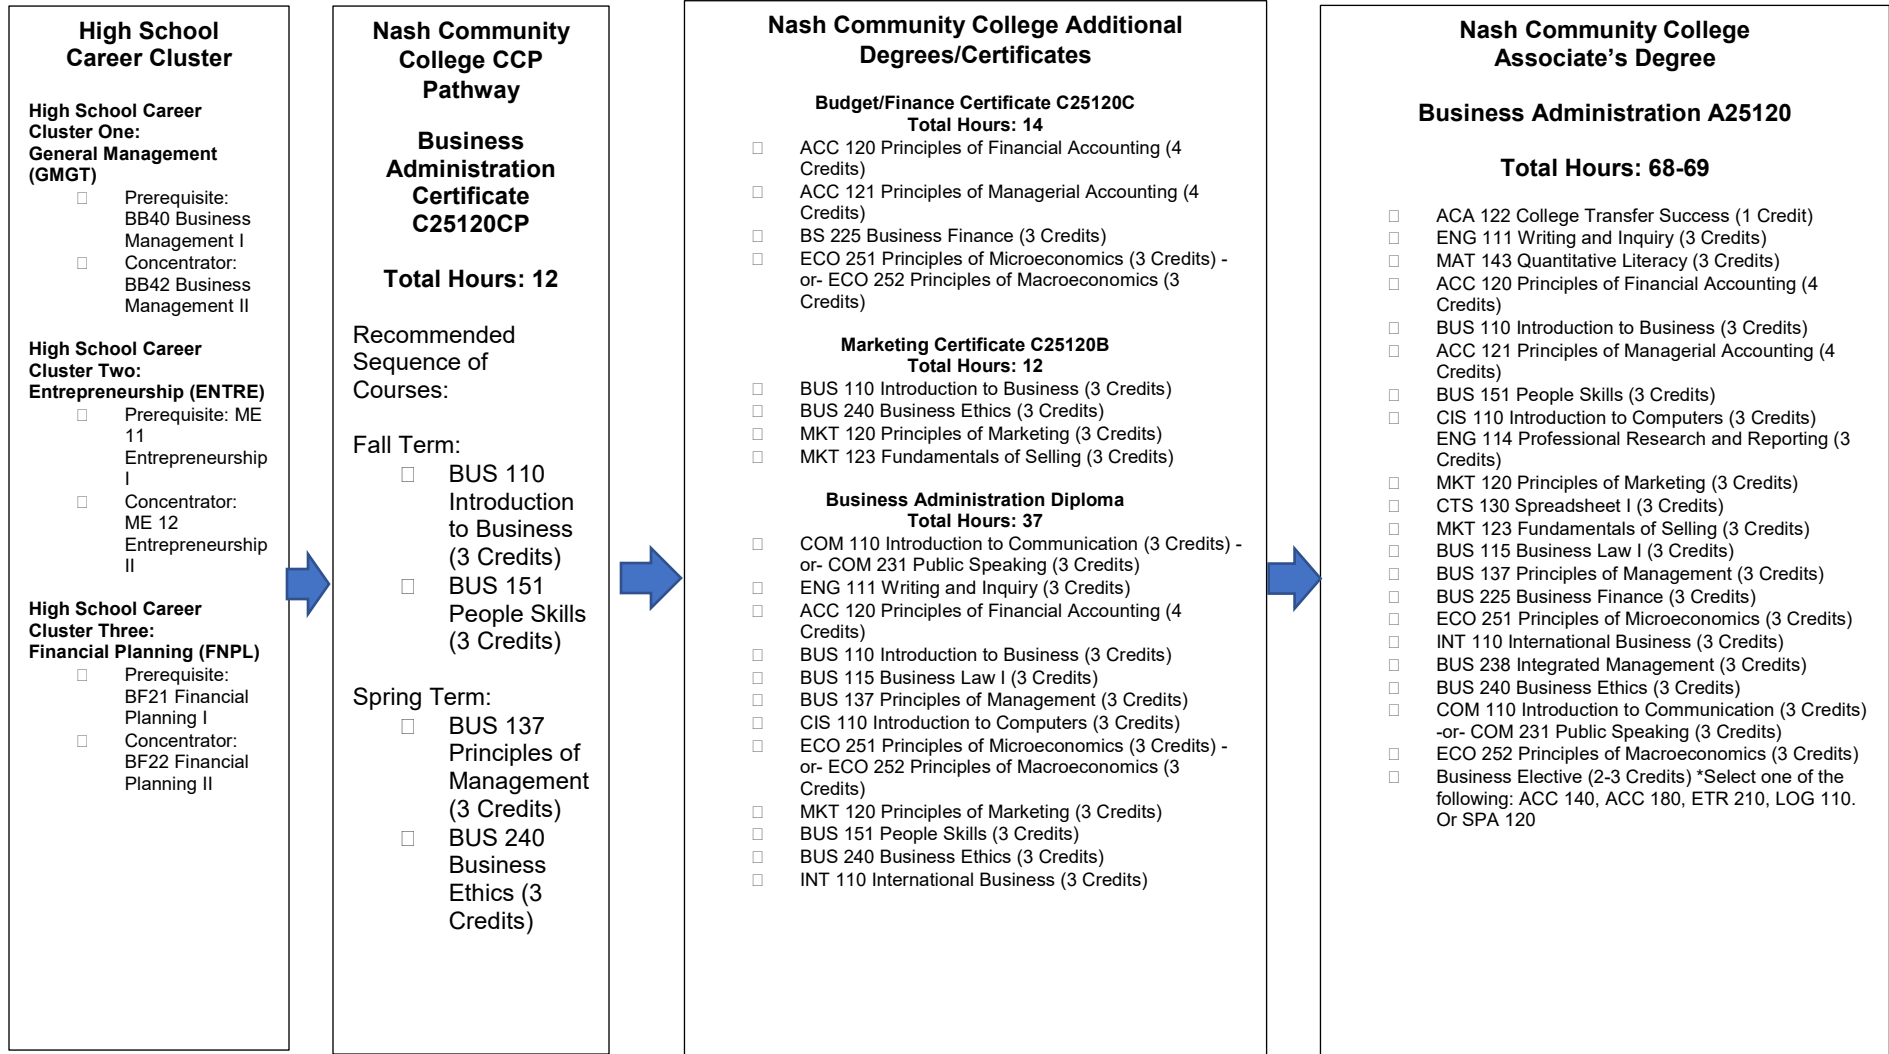 High School
Career Cluster
High School Career
Cluster One:
General Management
(GMGT)
□ Prerequisite:
BB40 Business
Management I
□ Concentrator:
BB42 Business
Management II
High School Career
Cluster Two:
Entrepreneurship (ENTRE)
□ Prerequisite: ME
11
Entrepreneurship
I
□ Concentrator:
ME 12
Entrepreneurship
II
High School Career
Cluster Three:
Financial Planning (FNPL)
□ Prerequisite:
BF21 Financial
Planning I
□ Concentrator:
BF22 Financial
Planning II
Nash Community
College CCP
Pathway
Business
Administration
Certificate
C25120CP
Total Hours: 12
Recommended
Sequence of
Courses:
Fall Term:
□ BUS 110
Introduction
to Business
(3 Credits)
□ BUS 151
People Skills
(3 Credits)
Spring Term:
□ BUS 137
Principles of
Management
(3 Credits)
□ BUS 240
Business
Ethics (3
Credits)
Nash Community College Additional
Degrees/Certificates
Budget/Finance Certificate C25120C
Total Hours: 14
□ ACC 120 Principles of Financial Accounting (4
Credits)
□ ACC 121 Principles of Managerial Accounting (4
Credits)
□ BS 225 Business Finance (3 Credits)
□ ECO 251 Principles of Microeconomics (3 Credits) -
or- ECO 252 Principles of Macroeconomics (3
Credits)
Marketing Certificate C25120B
Total Hours: 12
□ BUS 110 Introduction to Business (3 Credits)
□ BUS 240 Business Ethics (3 Credits)
□ MKT 120 Principles of Marketing (3 Credits)
□ MKT 123 Fundamentals of Selling (3 Credits)
Business Administration Diploma
Total Hours: 37
□ COM 110 Introduction to Communication (3 Credits) -
or- COM 231 Public Speaking (3 Credits)
□ ENG 111 Writing and Inquiry (3 Credits)
□ ACC 120 Principles of Financial Accounting (4
Credits)
□ BUS 110 Introduction to Business (3 Credits)
□ BUS 115 Business Law I (3 Credits)
□ BUS 137 Principles of Management (3 Credits)
□ CIS 110 Introduction to Computers (3 Credits)
□ ECO 251 Principles of Microeconomics (3 Credits) -
or- ECO 252 Principles of Macroeconomics (3
Credits)
□ MKT 120 Principles of Marketing (3 Credits)
□ BUS 151 People Skills (3 Credits)
□ BUS 240 Business Ethics (3 Credits)
□ INT 110 International Business (3 Credits)
Nash Community College
Associate's Degree
Business Administration A25120
Total Hours: 68-69
□ ACA 122 College Transfer Success (1 Credit)
□ ENG 111 Writing and Inquiry (3 Credits)
□ MAT 143 Quantitative Literacy (3 Credits)
□ ACC 120 Principles of Financial Accounting (4
Credits)
□ BUS 110 Introduction to Business (3 Credits)
□ ACC 121 Principles of Managerial Accounting (4
Credits)
□ BUS 151 People Skills (3 Credits)
□ CIS 110 Introduction to Computers (3 Credits)
ENG 114 Professional Research and Reporting (3
Credits)
□ MKT 120 Principles of Marketing (3 Credits)
□ CTS 130 Spreadsheet I (3 Credits)
□ MKT 123 Fundamentals of Selling (3 Credits)
□ BUS 115 Business Law I (3 Credits)
□ BUS 137 Principles of Management (3 Credits)
□ BUS 225 Business Finance (3 Credits)
□ ECO 251 Principles of Microeconomics (3 Credits)
□ INT 110 International Business (3 Credits)
□ BUS 238 Integrated Management (3 Credits)
□ BUS 240 Business Ethics (3 Credits)
□ COM 110 Introduction to Communication (3 Credits)
-or- COM 231 Public Speaking (3 Credits)
□ ECO 252 Principles of Macroeconomics (3 Credits)
□ Business Elective (2-3 Credits) *Select one of the
following: ACC 140, ACC 180, ETR 210, LOG 110.
Or SPA 120